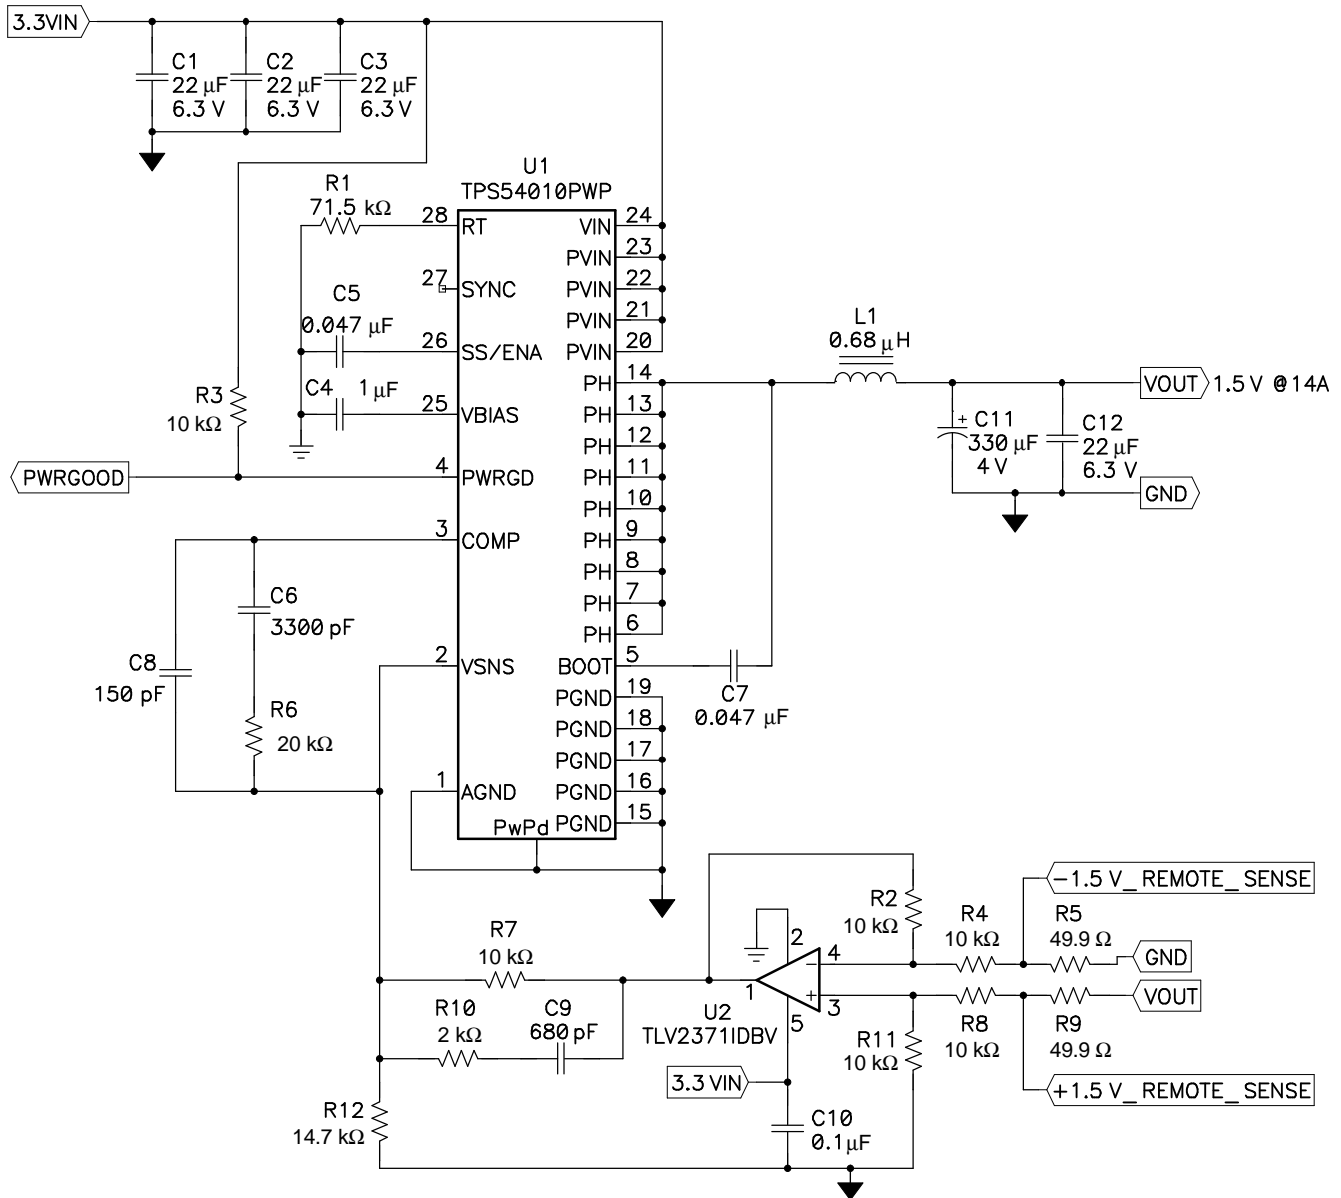 3.3VIN
C1
22 µF
6.3 V
C2
22 µF
6.3 V
C3
22 µF
6.3 V
U1
TPS54010PWP
R1
71.5 kΩ
28 RT
27 SYNC
C5
0.047 µF
26 SS/ENA
C4 1 µF
25 VBIAS
R3
10 kΩ
PWRGOOD
4 PWRGD
3 COMP
C6
3300 pF
C8
150 pF
R6
20 kΩ
2 VSNS
1 AGND
PwPd
VIN 24
PVIN 23
PVIN 22
PVIN 21
PVIN 20
PH 14
PH 13
PH 12
PH 11
PH 10
PH 9
PH 8
PH 7
PH 6
BOOT 5
PGND 19
PGND 18
PGND 17
PGND 16
PGND 15
L1
0.68 µH
VOUT 1.5 V @14A
+
C11
330 µF
4 V
C12
22 µF
6.3 V
GND
C7
0.047 µF
R7
10 kΩ
R10
2 kΩ
C9
680 pF
R12
14.7 kΩ
U2
TLV2371IDBV
1
2
4
3
5
−
+
3.3 VIN
C10
0.1µF
R2
10 kΩ
R4
10 kΩ
R5
49.9 Ω
−1.5 V_REMOTE_SENSE
GND
VOUT
R11
10 kΩ
R8
10 kΩ
R9
49.9 Ω
+1.5 V_REMOTE_SENSE